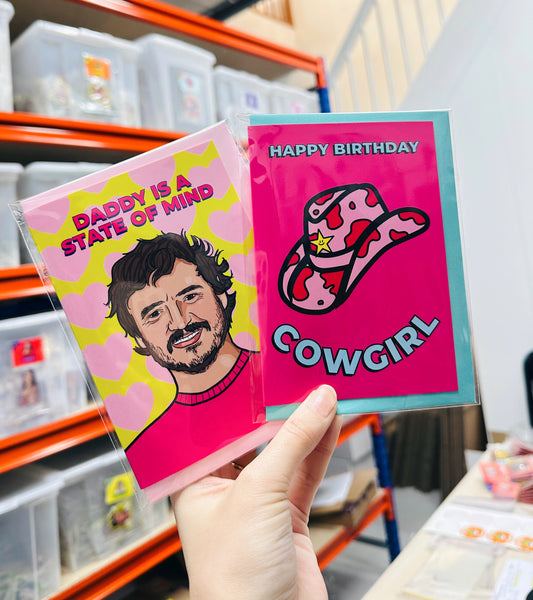 DADDY IS A
STATE OF MIND
HAPPY BIRTHDAY
COWGIRL